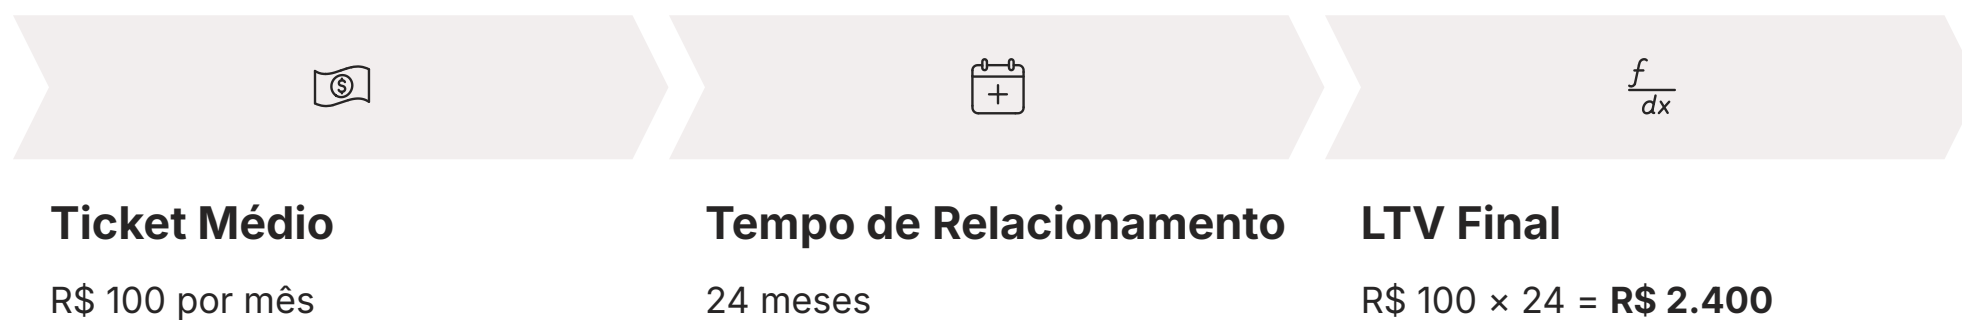 $
f
dx
Ticket Médio
R$ 100 por mês
Tempo de Relacionamento
24 meses
LTV Final
R$ 100 × 24 = R$ 2.400